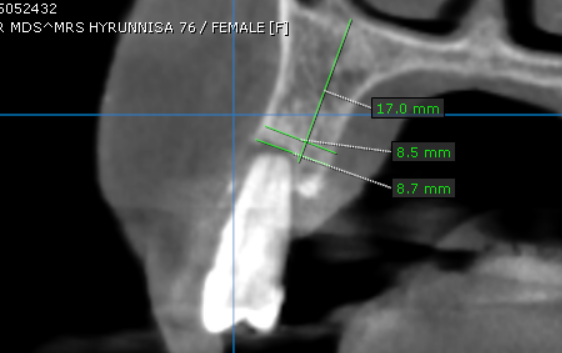 5052432
R MDS^MRS HYRUNNISA 76 / FEMALE [F]
17.0 mm
8.5 mm
8.7 mm